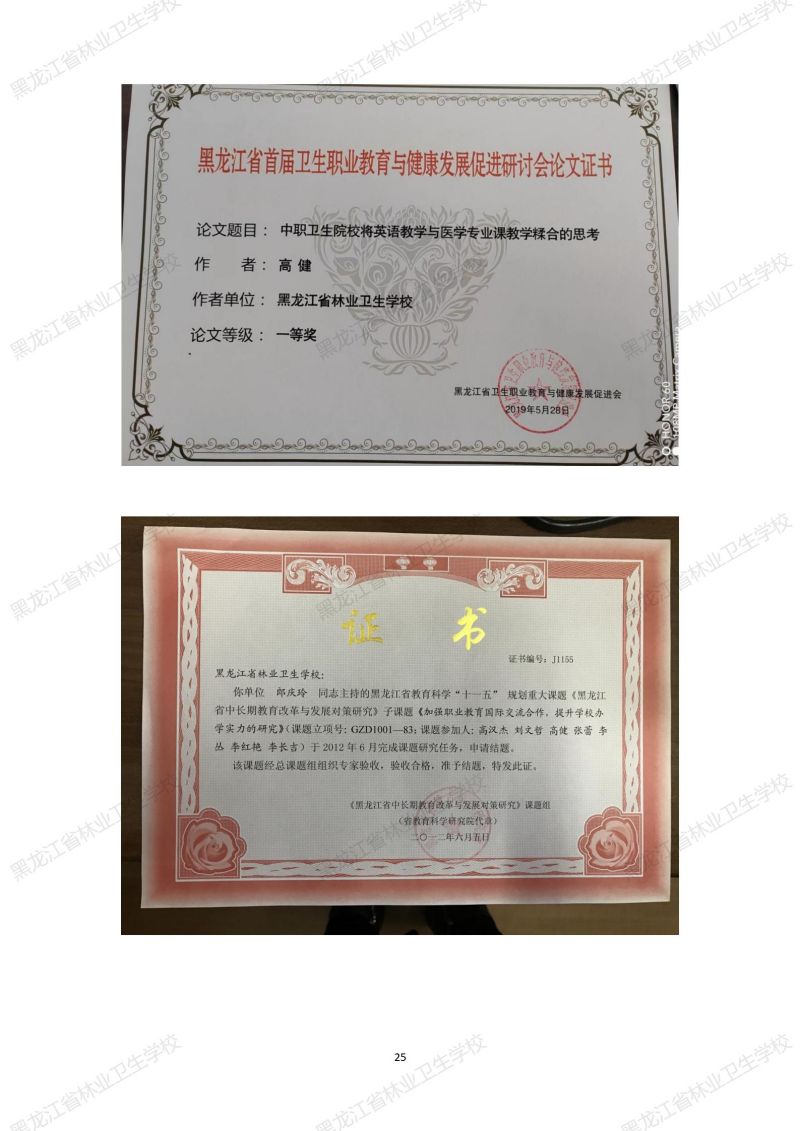 黑龙江省首届卫生职业教育与健康发展促进研讨会论文证书
论文题目： 中职卫生院校将英语教学与医学专业课教学糅合的思考
作 者： 高 健
作者单位： 黑龙江省林业卫生学校
论文等级： 一等奖
黑龙江省卫生职业教育与健康发展促进会
2019年5月28日
HONOR 60
证 书
证书编号：J1155
黑龙江省林业卫生学校：
你单位 郎庆玲 同志主持的黑龙江省教育科学“十一五” 规划重大课题《黑龙江
省中长期教育改革与发展对策研究》子课题《加强职业教育国际交流合作，提升学校办
学实力的研究》（课题立项号：GZD1001—83；课题参加人：高汉杰 刘文哲 高健 张蕾 李
丛 李红艳 李长吉）于 2012 年 6 月完成课题研究任务，申请结题。
该课题经总课题组组织专家验收，验收合格，准予结题，特发此证。
《黑龙江省中长期教育改革与发展对策研究》课题组
（省教育科学研究院代章）
二〇一二年六月五日
25
黑龙江省林业卫生学校